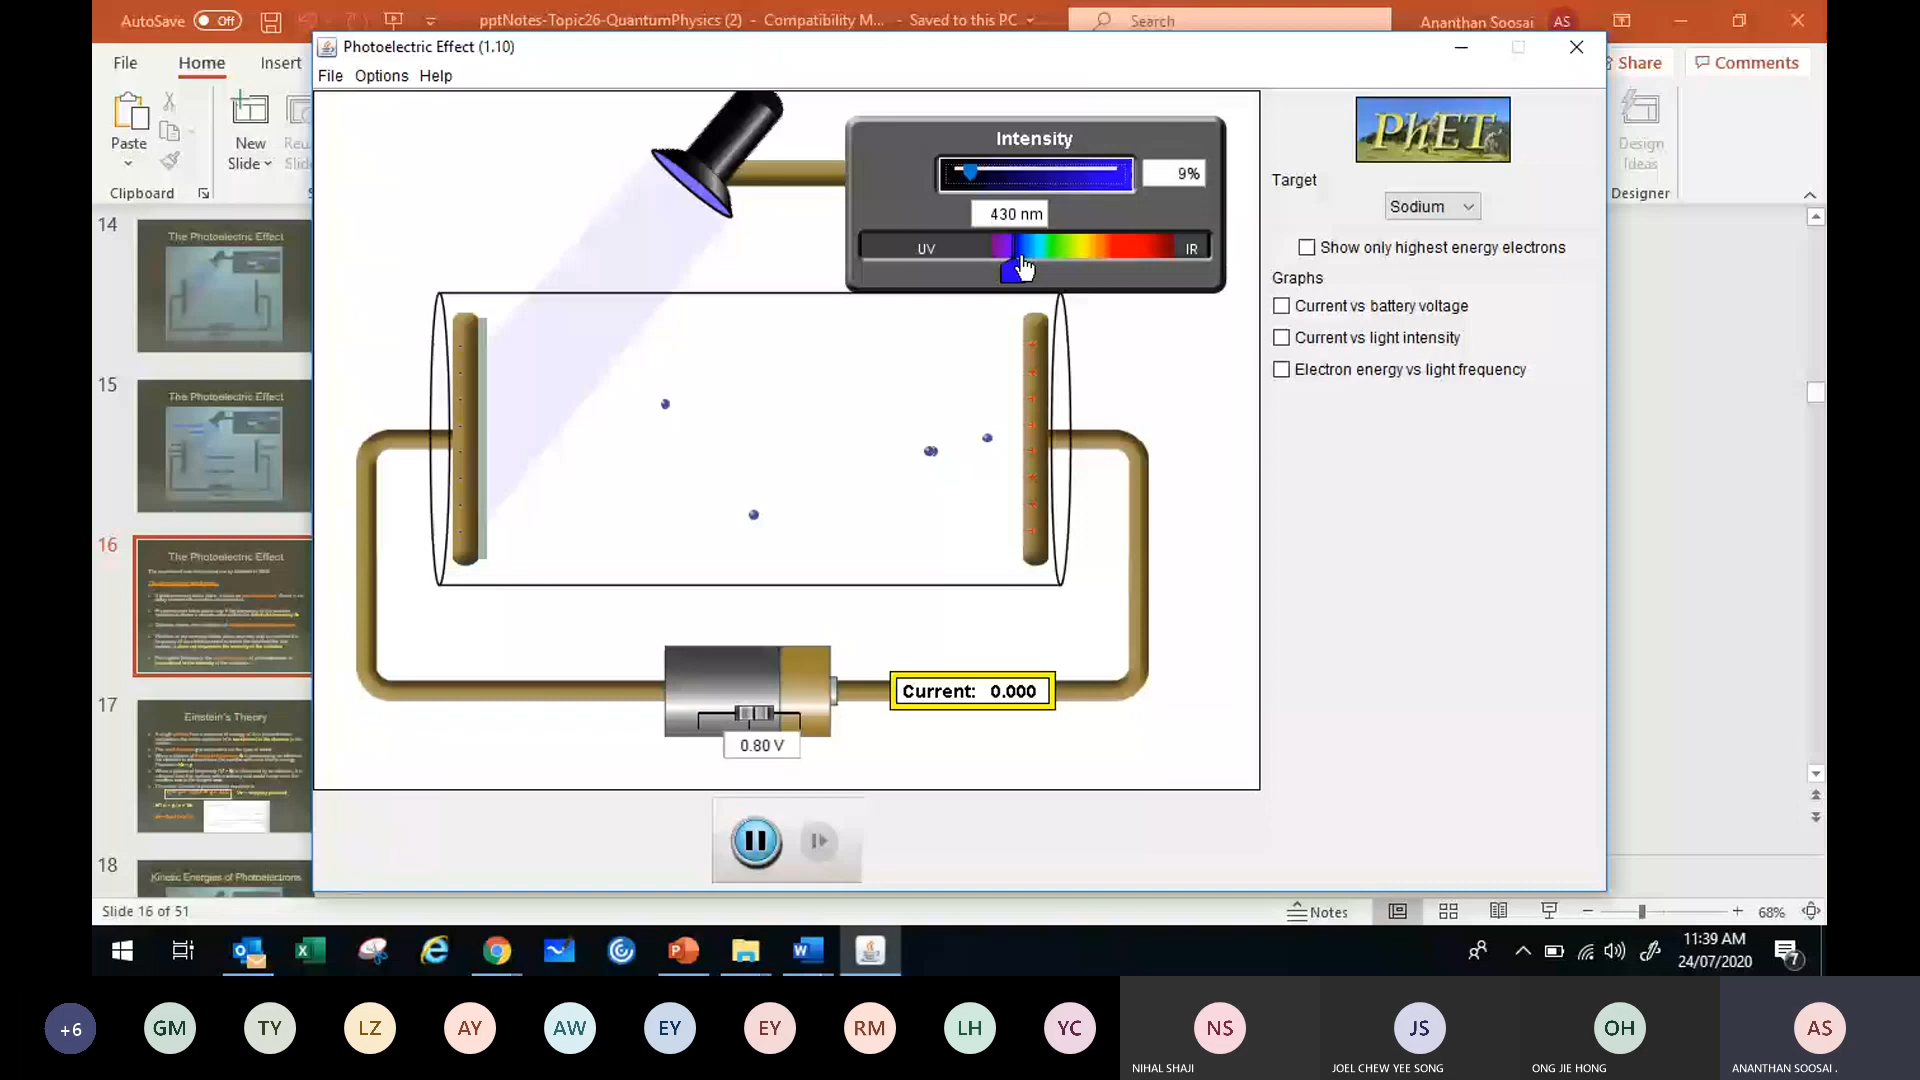 AutoSave Off
pptNotes-Topic26-QuantumPhysics (2) - Compatibility M... - Saved to this PC
Search
Ananthan Soosai AS
File Home Insert
Share Comments
Paste
New Slide
Clipboard
Design Ideas
Designer
Photoelectric Effect (1.10)
File Options Help
Intensity
9%
430 nm
UV IR
PhET
Target
Sodium
Show only highest energy electrons
Graphs
Current vs battery voltage
Current vs light intensity
Electron energy vs light frequency
Current: 0.000
0.80 V
14
The Photoelectric Effect
15
The Photoelectric Effect
16
The Photoelectric Effect
17
Einstein's Theory
18
Kinetic Energies of Photoelectrons
Slide 16 of 51
Notes
68%
11:39 AM
24/07/2020
7
+6 GM TY LZ AY AW EY EY RM LH YC NS JS OH AS
NIHAL SHAJI JOEL CHEW YEE SONG ONG JIE HONG ANANTHAN SOOSAI .